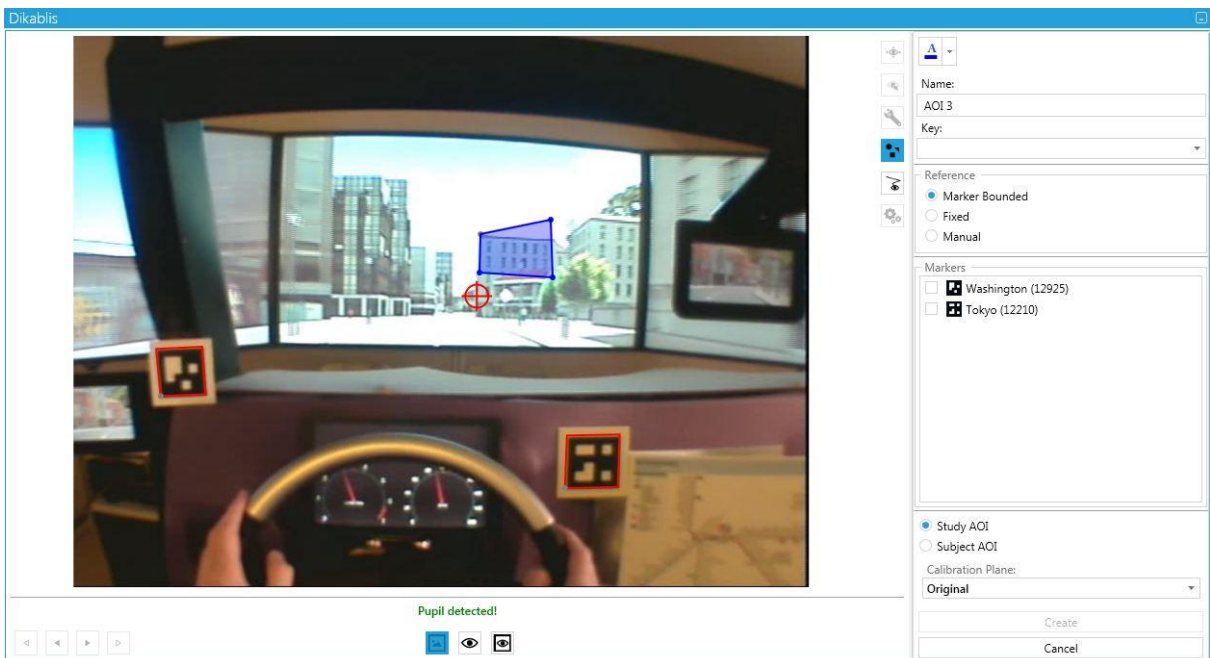 Dikablis
A
Name:
AOI 3
Key:
Reference
Marker Bounded
Fixed
Manual
Markers
Washington (12925)
Tokyo (12210)
Study AOI
Subject AOI
Calibration Plane:
Original
Pupil detected!
Create
Cancel